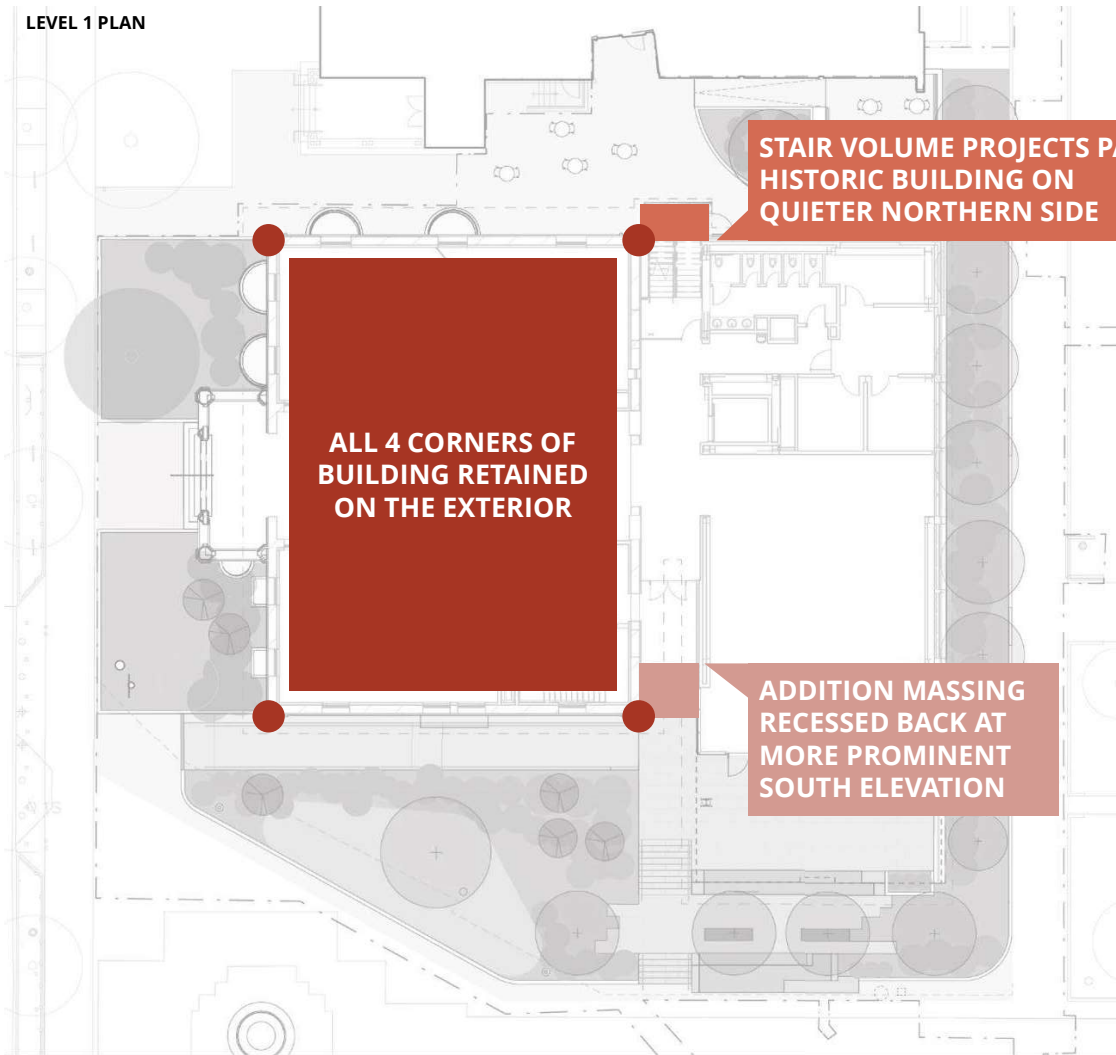 LEVEL 1 PLAN
STAIR VOLUME PROJECTS PA
HISTORIC BUILDING ON
QUIETER NORTHERN SIDE
ALL 4 CORNERS OF
BUILDING RETAINED
ON THE EXTERIOR
ADDITION MASSING
RECESSED BACK AT
MORE PROMINENT
SOUTH ELEVATION